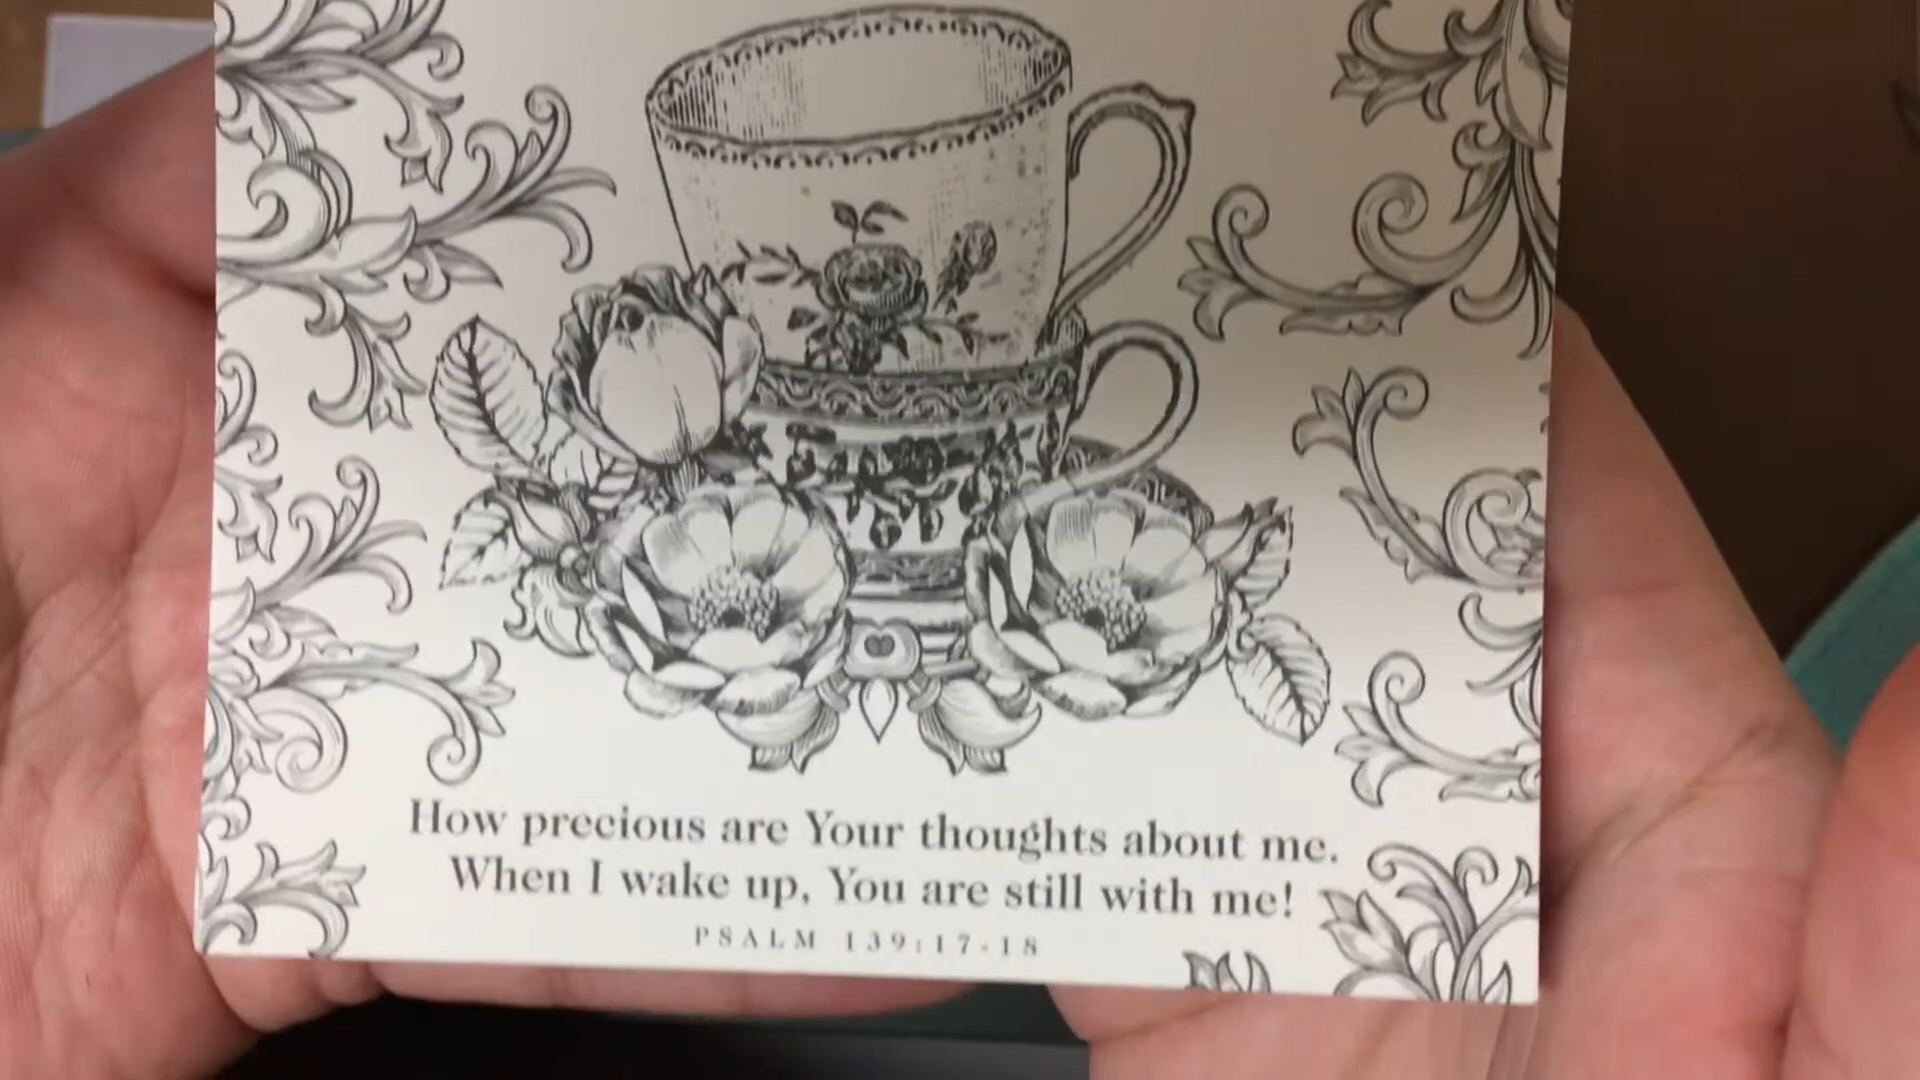 How precious are Your thoughts about me.
When I wake up, You are still with me!
PSALM 139:17-18